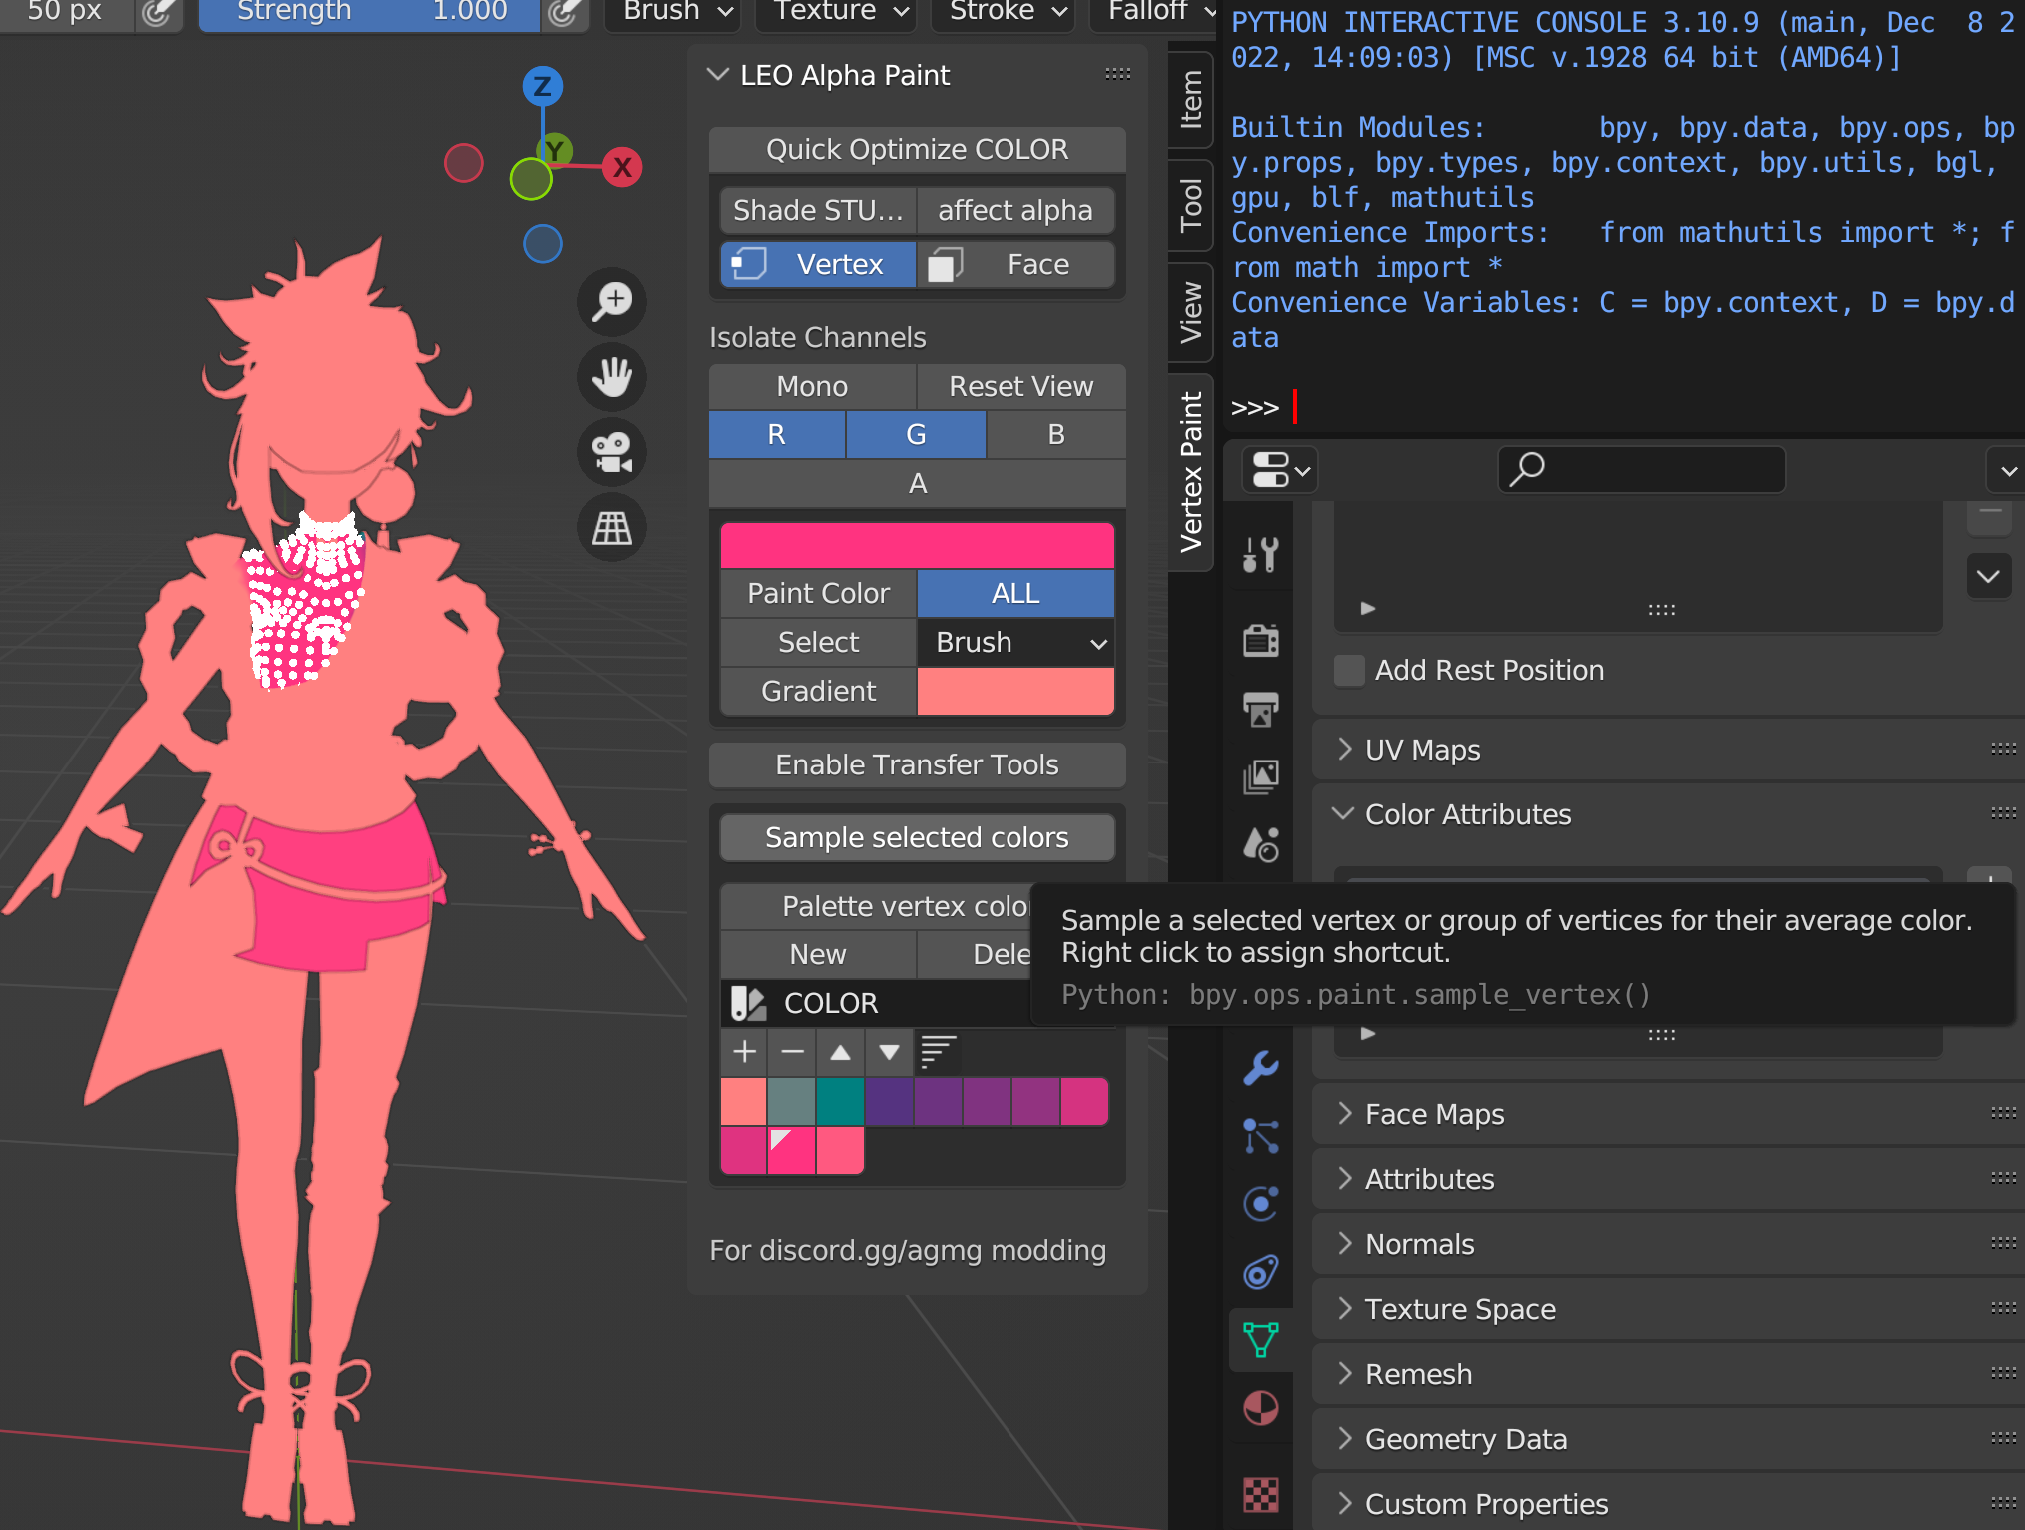 50 px
Strength 1.000
Brush
Texture
Stroke
Falloff
LEO Alpha Paint
Quick Optimize COLOR
Shade STU...
affect alpha
Vertex
Face
Isolate Channels
Mono
Reset View
R
G
B
A
Paint Color
ALL
Select
Brush
Gradient
Enable Transfer Tools
Sample selected colors
Palette vertex colo
New
Dele
COLOR
For discord.gg/agmg modding
Z
Y
X
Item
Tool
View
Vertex Paint
PYTHON INTERACTIVE CONSOLE 3.10.9 (main, Dec  8 2
022, 14:09:03) [MSC v.1928 64 bit (AMD64)]
Builtin Modules:       bpy, bpy.data, bpy.ops, bp
y.props, bpy.types, bpy.context, bpy.utils, bgl,
gpu, blf, mathutils
Convenience Imports:   from mathutils import *; f
rom math import *
Convenience Variables: C = bpy.context, D = bpy.d
ata
>>>
Add Rest Position
UV Maps
Color Attributes
Sample a selected vertex or group of vertices for their average color.
Right click to assign shortcut.
Python: bpy.ops.paint.sample_vertex()
Face Maps
Attributes
Normals
Texture Space
Remesh
Geometry Data
Custom Properties